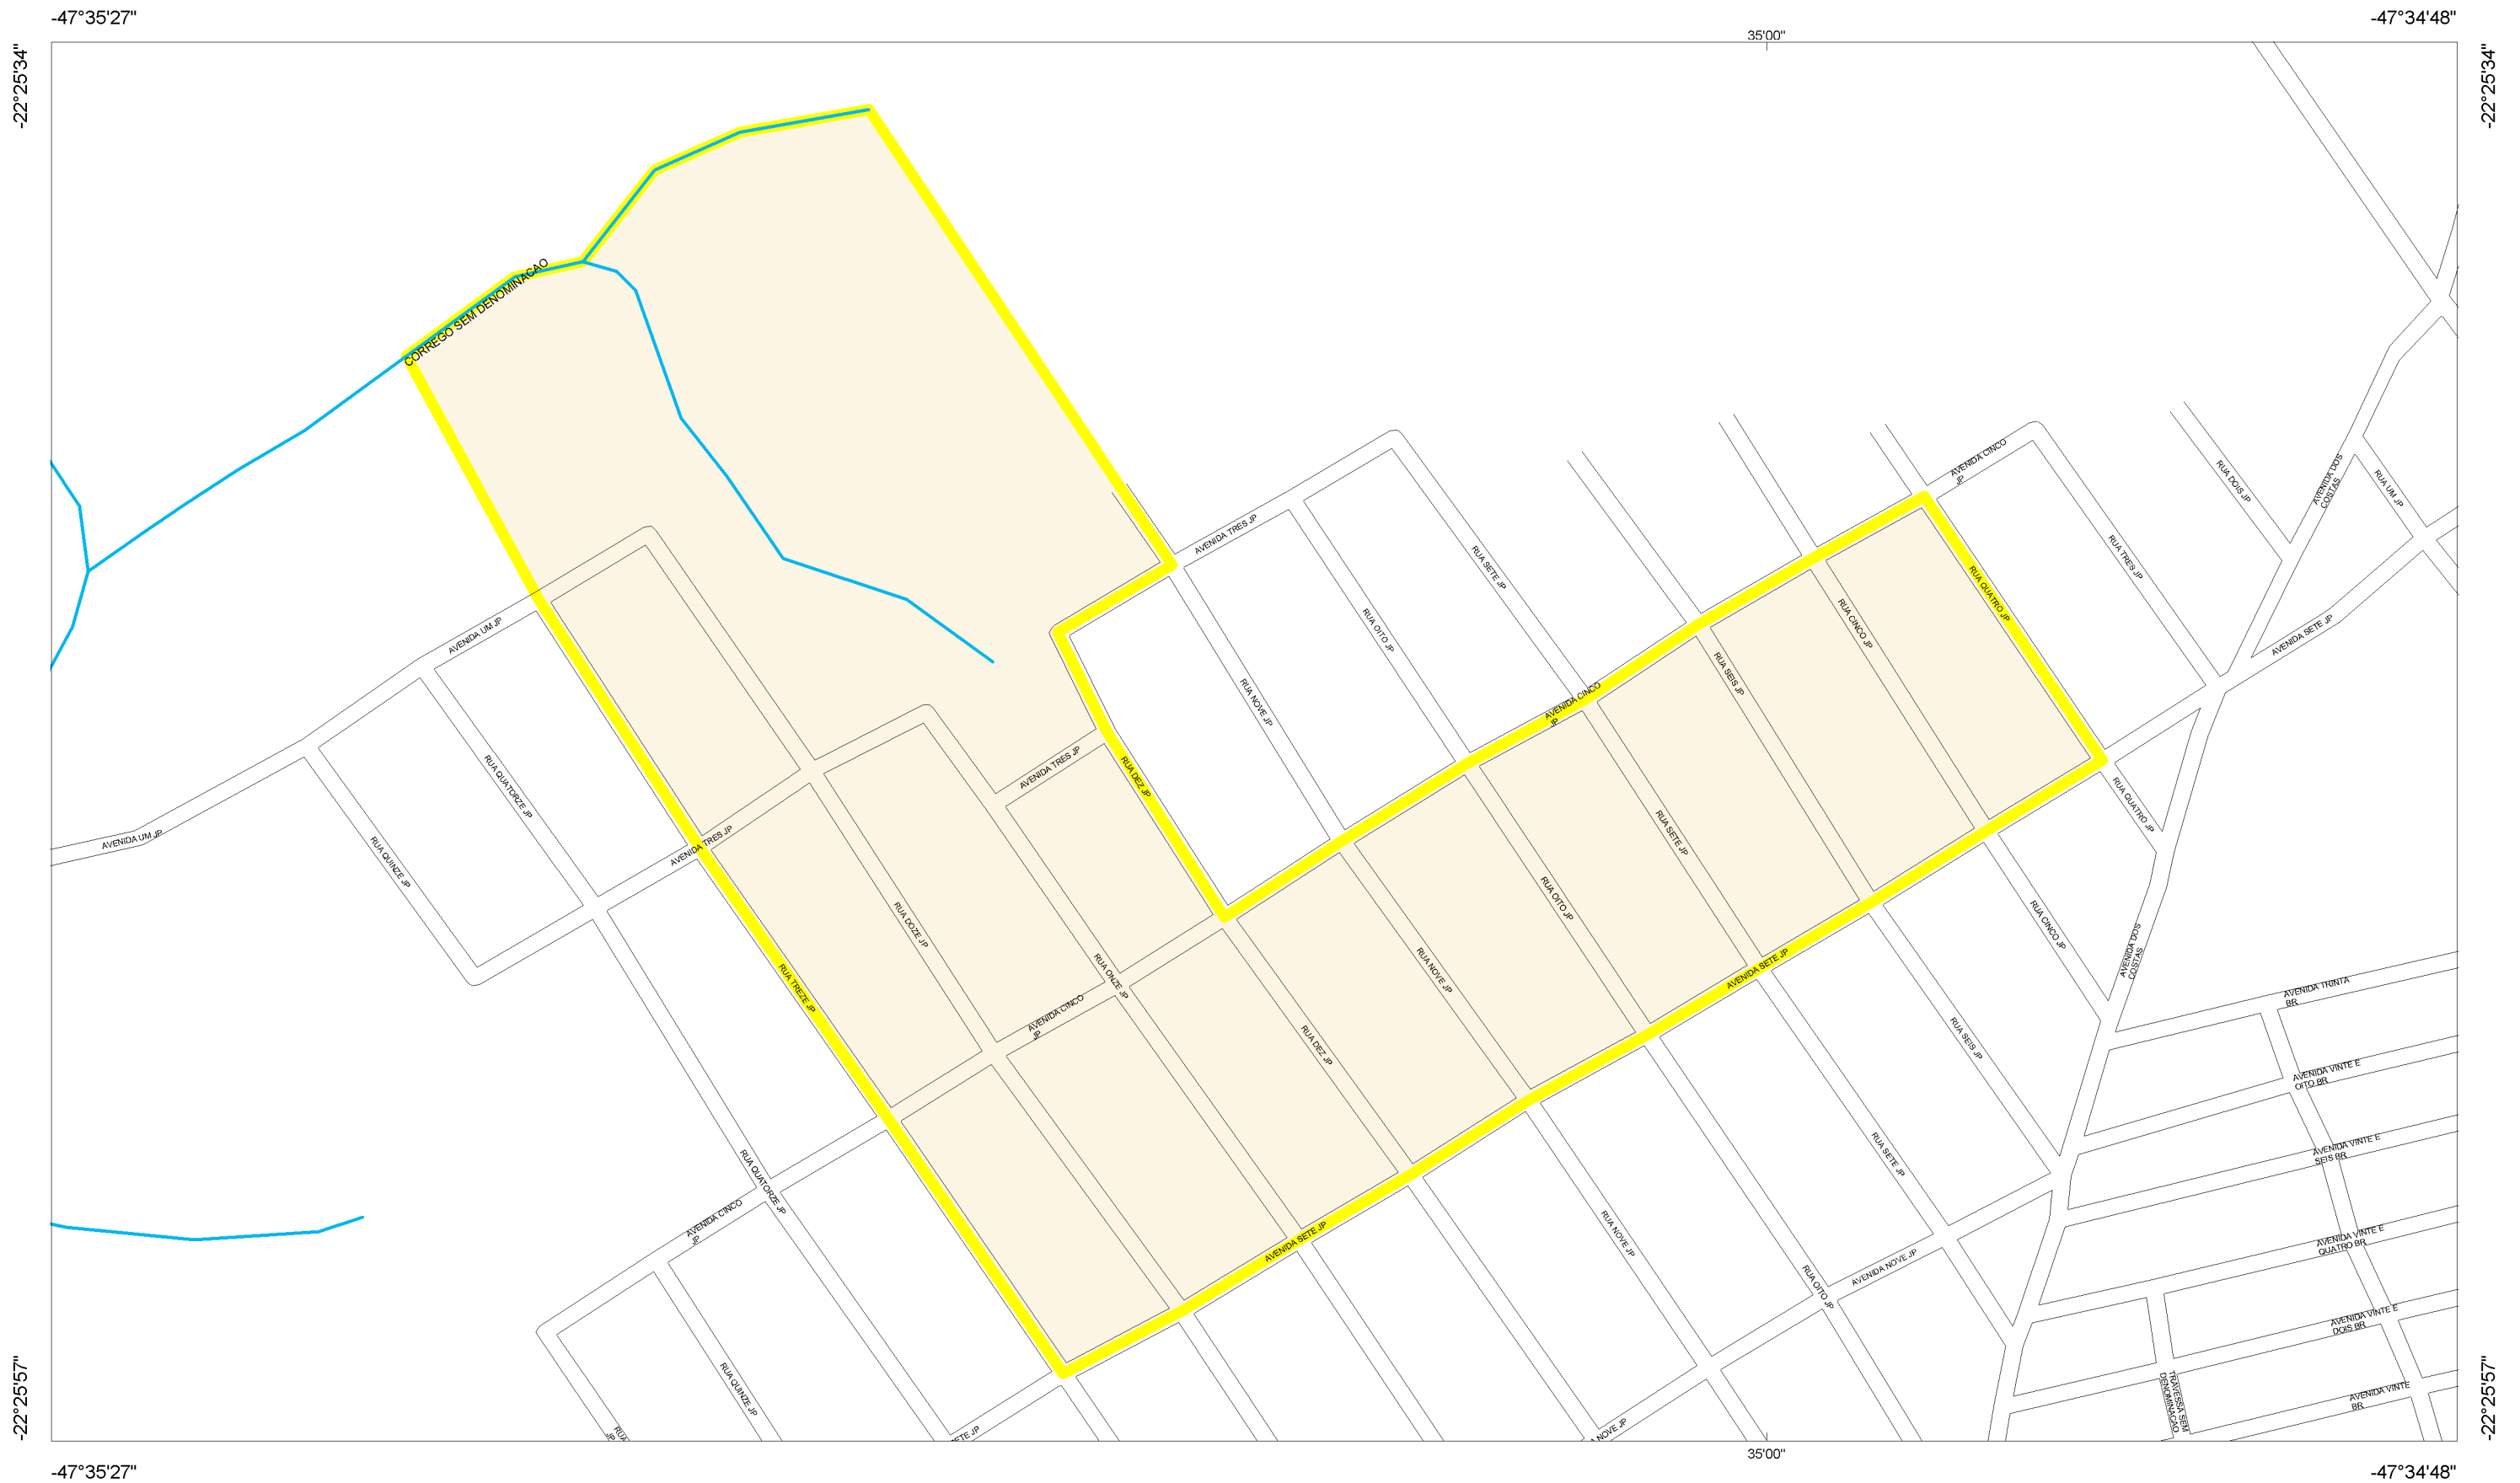 -47°35'27"
-47°34'48"
35'00"
-22°25'34"
-22°25'34"
CORREGO SEM DENOMINACAO
AVENIDA CINCO
JP
RUA DOIS JP
AVENIDA DOS
COSTAS
RUA UM JP
AVENIDA TRES JP
RUA SETE JP
RUA TRES JP
RUA QUATRO JP
RUA OITO JP
RUA CINCO JP
AVENIDA UM JP
AVENIDA SETE JP
RUA SEIS JP
RUA NOVE JP
AVENIDA CINCO
JP
AVENIDA TRES JP
RUA DEZ JP
RUA QUATORZE JP
RUA QUATRO JP
AVENIDA UM JP
RUA QUINZE JP
AVENIDA TRES JP
RUA SETE JP
RUA DOZE JP
RUA OITO JP
RUA CINCO JP
AVENIDA DOS
COSTAS
RUA TREZE JP
RUA ONZE JP
RUA NOVE JP
AVENIDA SETE JP
AVENIDA TRINTA
BR
AVENIDA CINCO
JP
RUA DEZ JP
RUA SEIS JP
AVENIDA VINTE E
OITO BR
RUA QUATORZE JP
RUA SETE JP
AVENIDA VINTE E
SEIS BR
AVENIDA CINCO
JP
AVENIDA SETE JP
RUA NOVE JP
AVENIDA VINTE E
QUATRO BR
AVENIDA NOVE JP
RUA OITO JP
AVENIDA VINTE E
DOIS BR
RUA QUINZE JP
TRAVESSA SEM
DENOMINACAO
AVENIDA VINTE
BR
RUA
JP
SETE JP
NOVE JP
-22°25'57"
-22°25'57"
35'00"
-47°35'27"
-47°34'48"